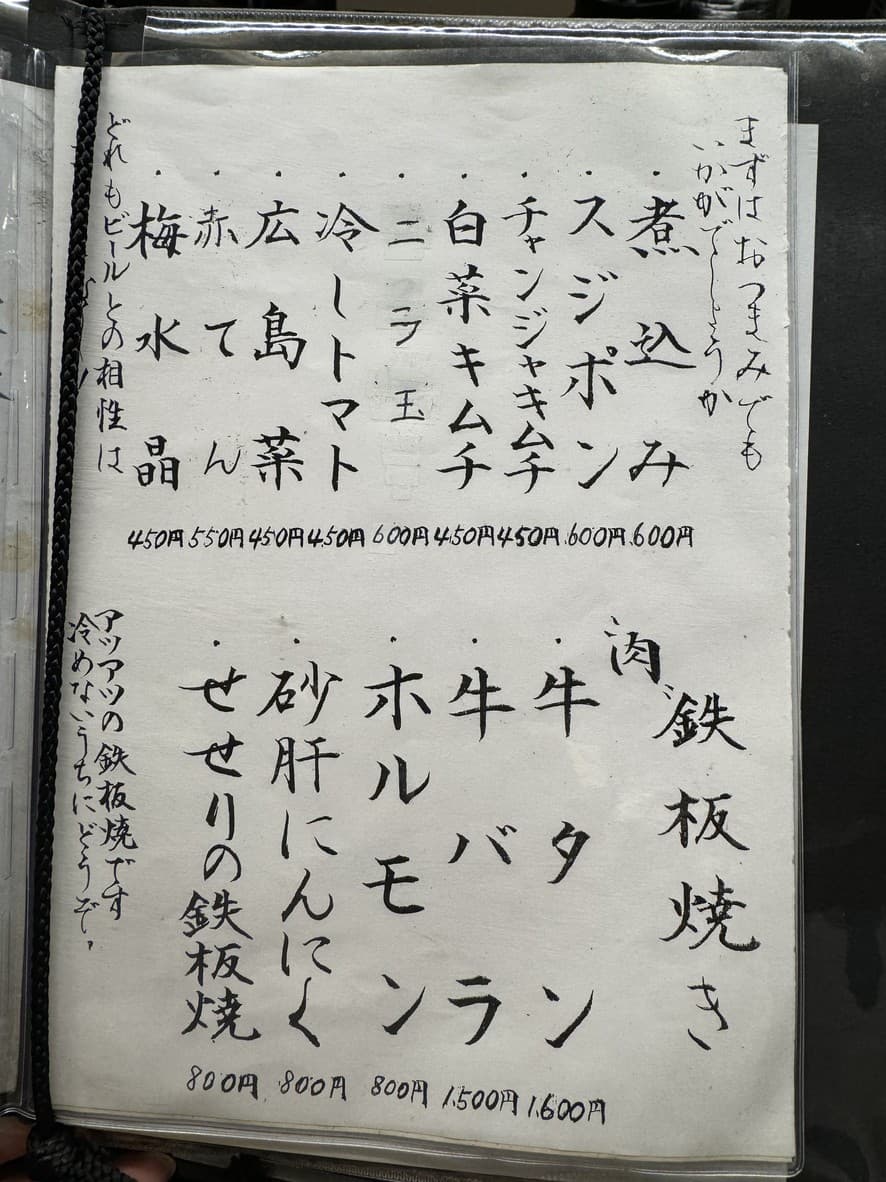 まずはおつまみでも
いかがでしょうか
・煮込み 600円
・スジポン 600円
・チャンジャキムチ 450円
・白菜キムチ 450円
・ニラ玉 600円
・冷しトマト 450円
・広島菜 450円
・赤てん 550円
・梅水晶 450円
どれもビールとの相性は
鉄板焼き
肉
・牛タン 1.600円
・牛バラ 1.500円
・ホルモン 800円
・砂肝にんにく 800円
・せせりの鉄板焼 800円
アツアツの鉄板焼です
冷めないうちにどうぞ。